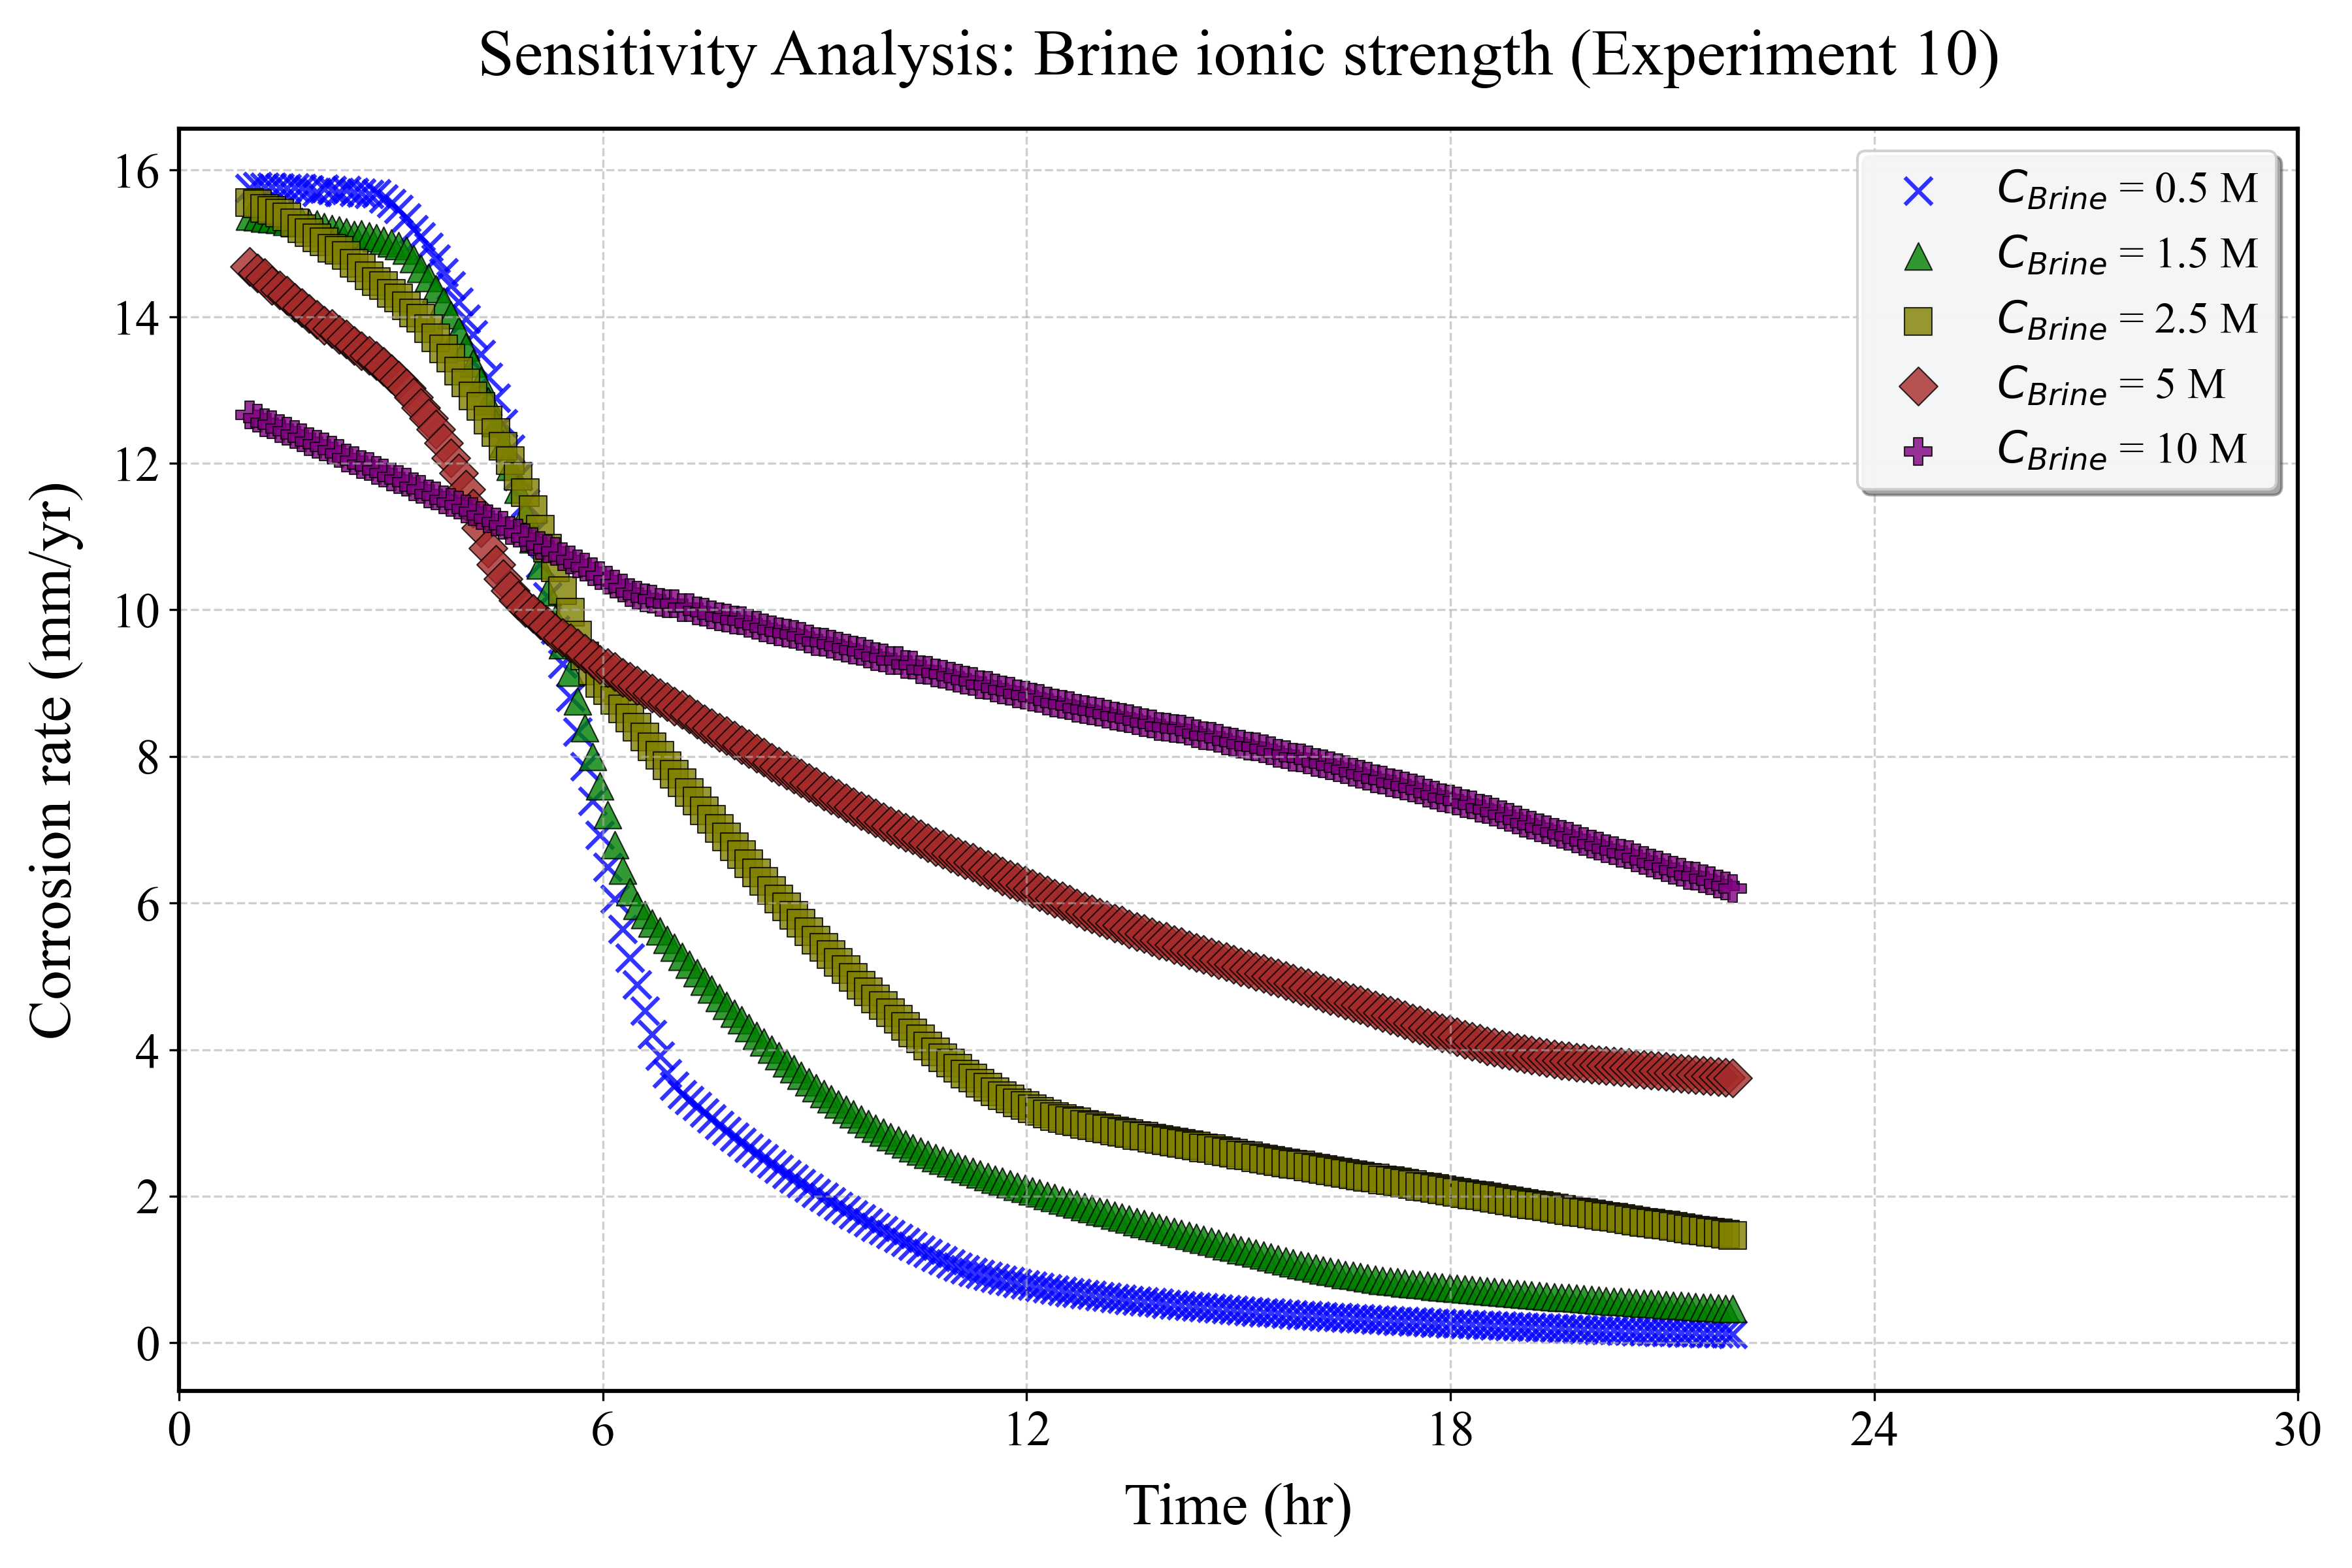 Sensitivity Analysis: Brine ionic strength (Experiment 10)
16
14
12
10
8
6
4
2
0
Corrosion rate (mm/yr)
C_Brine = 0.5 M
C_Brine = 1.5 M
C_Brine = 2.5 M
C_Brine = 5 M
C_Brine = 10 M
0 6 12 18 24 30
Time (hr)